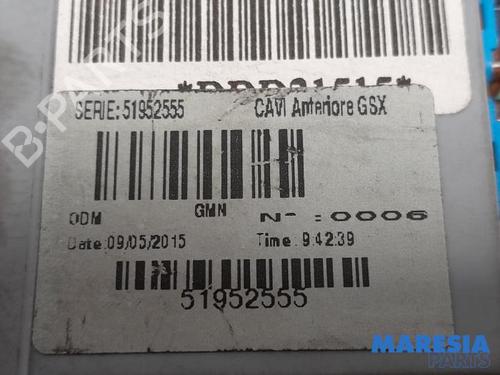 SERIE: 51952555 CAVI Anteriore GSX
ODM GMN N° :0006
Date:09/05/2015 Time: 9:42:39
51952555
B-PARTS
MARESIA
PARTS